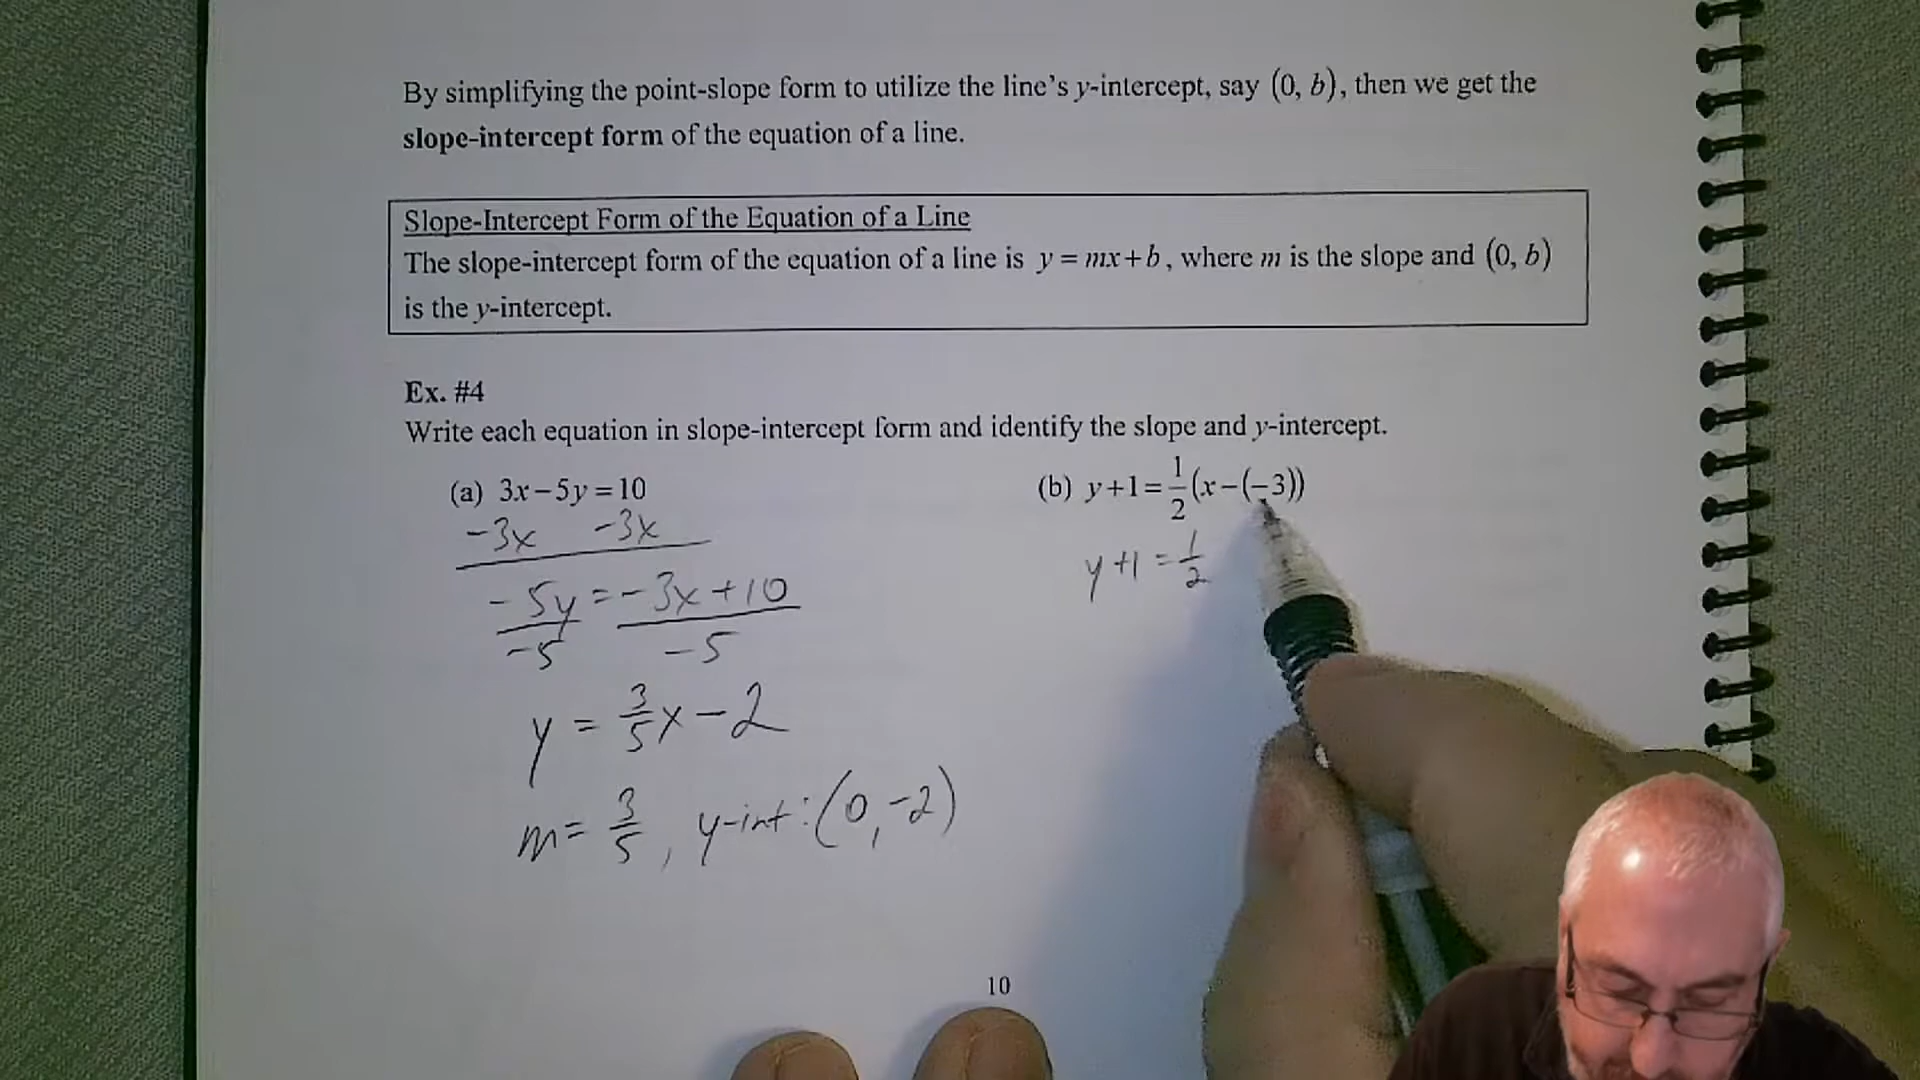 By simplifying the point-slope form to utilize the line's y-intercept, say (0, b), then we get the
slope-intercept form of the equation of a line.
Slope-Intercept Form of the Equation of a Line
The slope-intercept form of the equation of a line is y = mx + b, where m is the slope and (0, b)
is the y-intercept.
Ex. #4
Write each equation in slope-intercept form and identify the slope and y-intercept.
(a) 3x − 5y = 10
-3x -3x
-5y = -3x + 10
-5 -5
y = 3/5 x - 2
m = 3/5, y-int: (0, -2)
(b) y + 1 = 1/2 (x − (−3))
y + 1 = 1/2
10